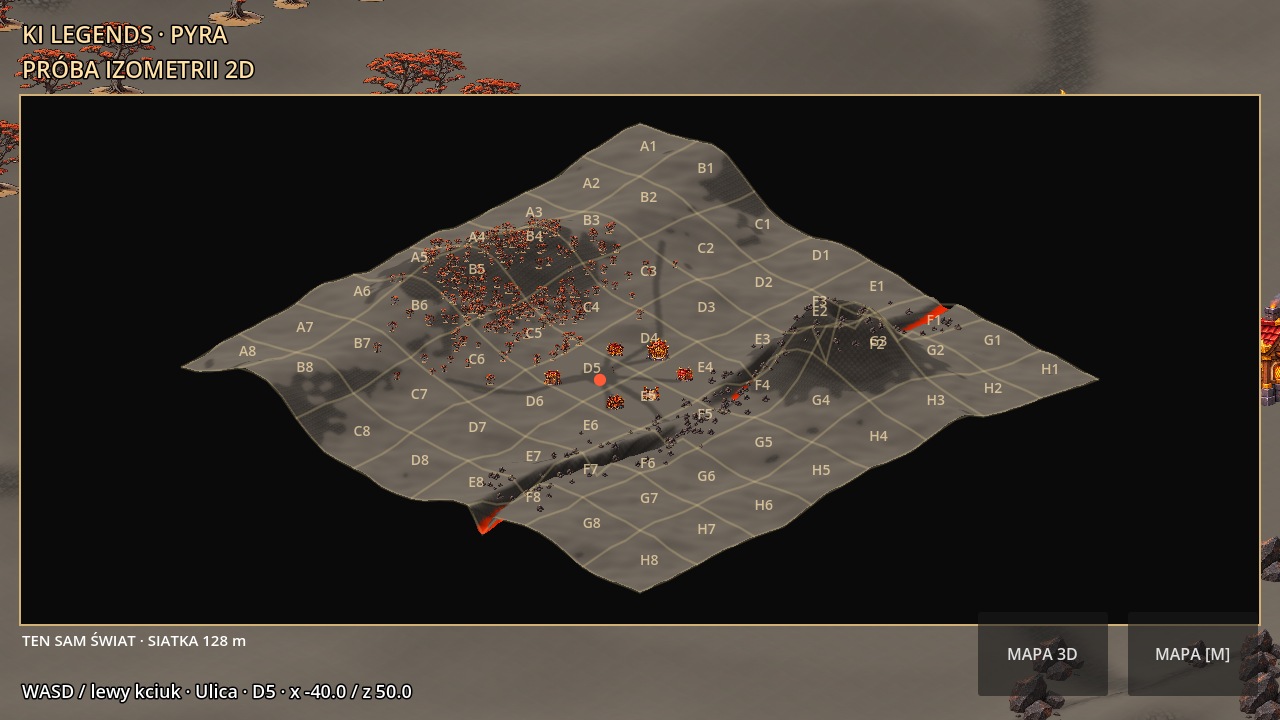 KI LEGENDS · PYRA
PRÓBA IZOMETRII 2D
A1
B1
A2
B2
A3
B3
C1
A4
B4
C2
D1
A5
B5
C3
D2
E1
A6
B6
C4
D3
E3
E2
F1
A7
B7
C5
D4
E3
F2
G2
G1
A8
B8
C6
D5
E4
F4
H1
C7
D6
F5
G4
H3
H2
C8
D7
E6
G5
H4
D8
E7
F6
H5
E8
F7
G6
F8
G7
H6
G8
H7
H8
TEN SAM ŚWIAT · SIATKA 128 m
MAPA 3D
MAPA [M]
WASD / lewy kciuk · Ulica · D5 · x -40.0 / z 50.0